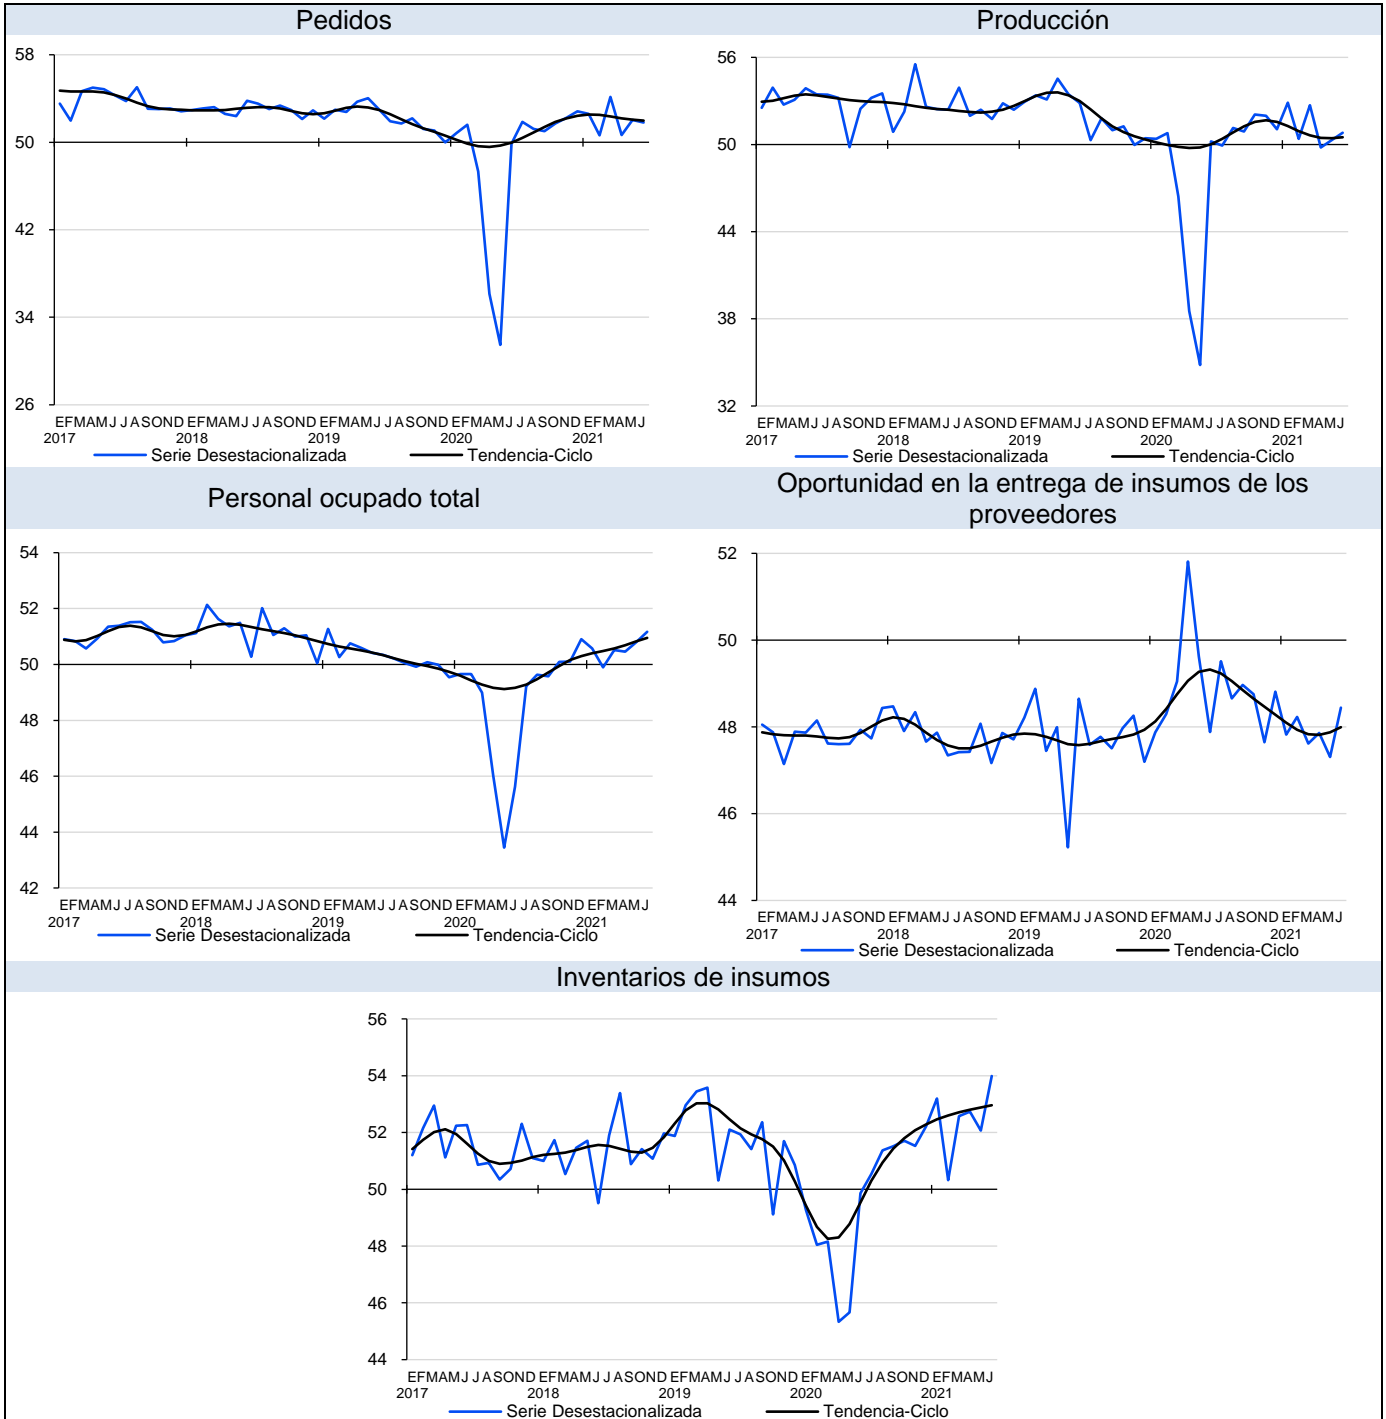 Pedidos
Producción
58
50
42
34
26
EFMAMJ J ASOND EFMAMJ J ASOND EFMAMJ J ASOND EFMAMJ J ASOND EFMAMJ
2017 2018 2019 2020 2021
Serie Desestacionalizada Tendencia-Ciclo
56
50
44
38
32
EFMAMJ J ASOND EFMAMJ J ASOND EFMAMJ J ASOND EFMAMJ J ASOND EFMAMJ
2017 2018 2019 2020 2021
Serie Desestacionalizada Tendencia-Ciclo
Personal ocupado total
Oportunidad en la entrega de insumos de los
proveedores
54
52
50
48
46
44
42
EFMAMJ J ASOND EFMAMJ J ASOND EFMAMJ J ASOND EFMAMJ J ASOND EFMAMJ
2017 2018 2019 2020 2021
Serie Desestacionalizada Tendencia-Ciclo
52
50
48
46
44
EFMAMJ J ASOND EFMAMJ J ASOND EFMAMJ J ASOND EFMAMJ J ASOND EFMAMJ
2017 2018 2019 2020 2021
Serie Desestacionalizada Tendencia-Ciclo
Inventarios de insumos
56
54
52
50
48
46
44
EFMAMJ J ASOND EFMAMJ J ASOND EFMAMJ J ASOND EFMAMJ J ASOND EFMAMJ
2017 2018 2019 2020 2021
Serie Desestacionalizada Tendencia-Ciclo